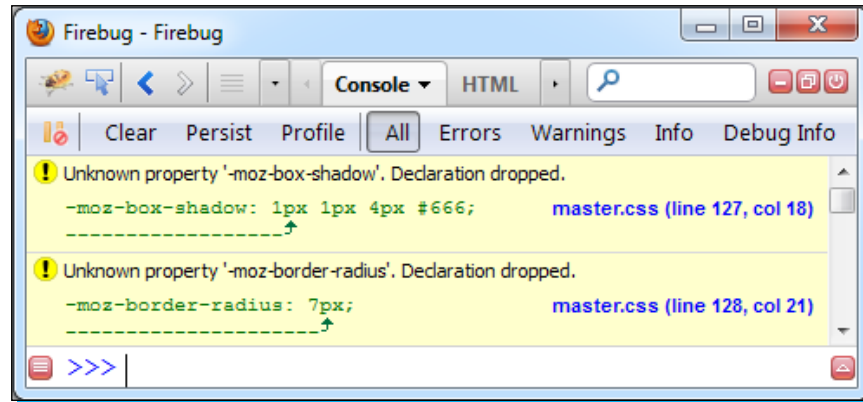 Firebug - Firebug
Console HTML
Clear Persist Profile All Errors Warnings Info Debug Info
Unknown property '-moz-box-shadow'. Declaration dropped.
-moz-box-shadow: 1px 1px 4px #666; master.css (line 127, col 18)
------------------
Unknown property '-moz-border-radius'. Declaration dropped.
-moz-border-radius: 7px; master.css (line 128, col 21)
---------------------
>>>